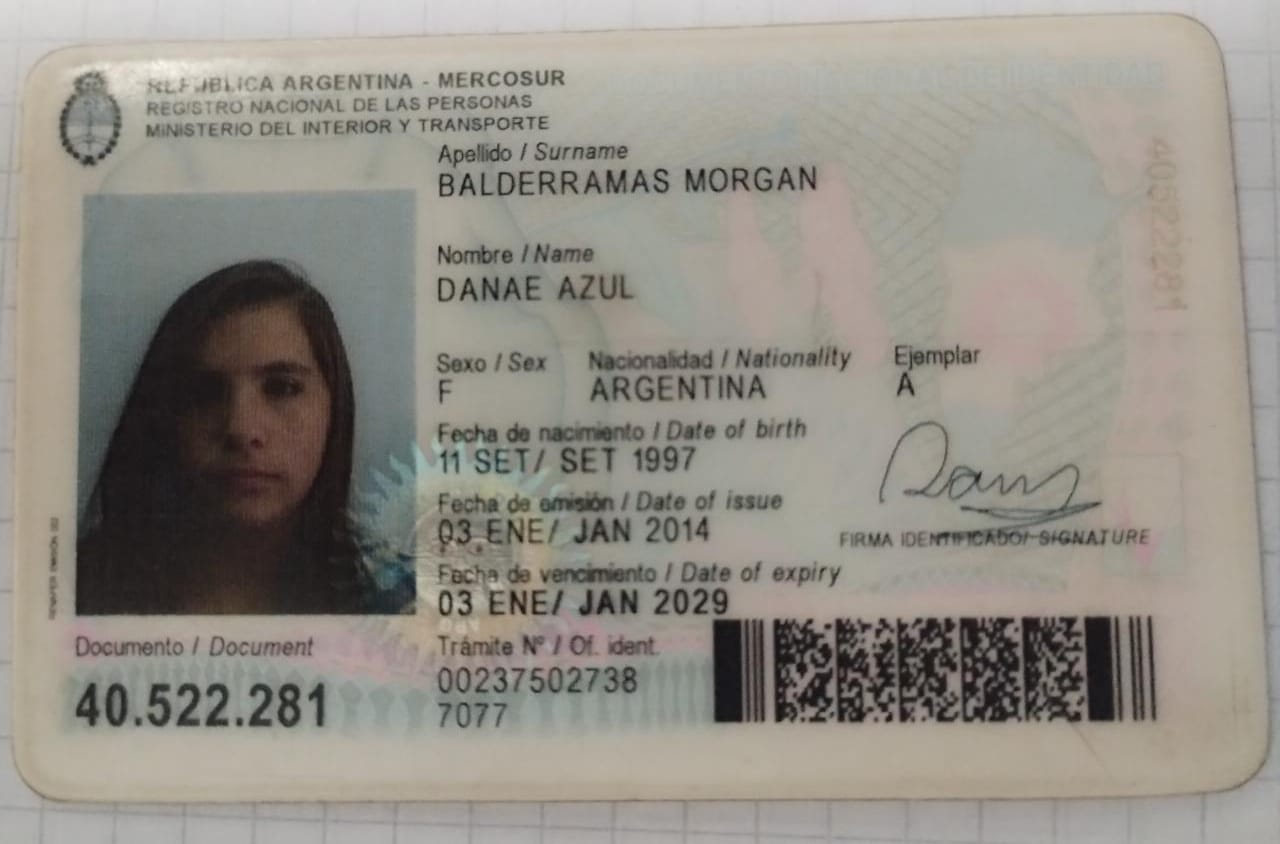 REPÚBLICA ARGENTINA - MERCOSUR
REGISTRO NACIONAL DE LAS PERSONAS
MINISTERIO DEL INTERIOR Y TRANSPORTE
Apellido / Surname
BALDERRAMAS MORGAN
Nombre / Name
DANAE AZUL
Sexo / Sex Nacionalidad / Nationality Ejemplar
F ARGENTINA A
Fecha de nacimiento / Date of birth
11 SET/ SET 1997
Fecha de emisión / Date of issue
03 ENE/ JAN 2014
FIRMA IDENTIFICADO/ SIGNATURE
Fecha de vencimiento / Date of expiry
03 ENE/ JAN 2029
Documento / Document
40.522.281
Trámite Nº / Of. ident.
00237502738
7077
40522281